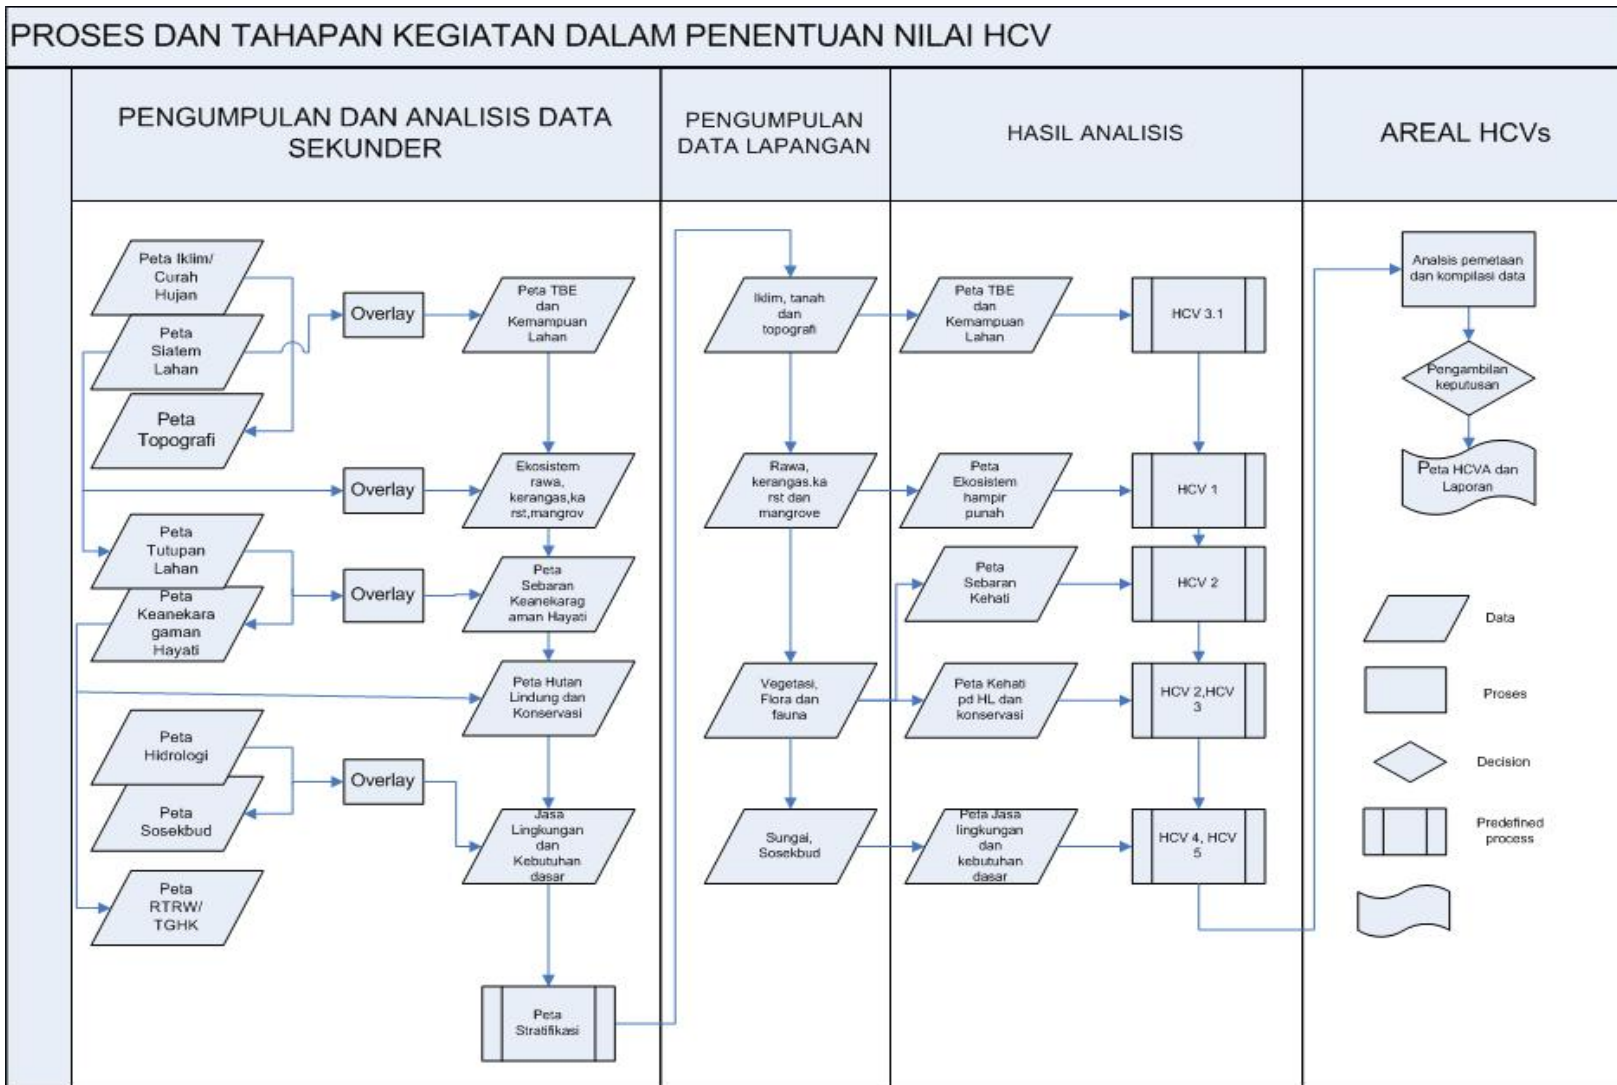 PROSES DAN TAHAPAN KEGIATAN DALAM PENENTUAN NILAI HCV
PENGUMPULAN DAN ANALISIS DATA
SEKUNDER
PENGUMPULAN
DATA LAPANGAN
HASIL ANALISIS
AREAL HCVs
Peta Iklim/
Curah
Hujan
Peta
Siatem
Lahan
Peta
Topografi
Overlay
Peta TBE
dan
Kemampuan
Lahan
Overlay
Ekosistem
rawa,
kerangas,ka
rst,mangrov
Peta
Tutupan
Lahan
Peta
Keanekara
gaman
Hayati
Overlay
Peta
Sebaran
Keanekarag
aman Hayati
Peta Hutan
Lindung dan
Konservasi
Peta
Hidrologi
Peta
Sosekbud
Overlay
Jasa
Lingkungan
dan
Kebutuhan
dasar
Peta
RTRW/
TGHK
Peta
Stratifikasi
Iklim, tanah
dan
topografi
Rawa,
kerangas,ka
rst dan
mangrove
Vegetasi,
Flora dan
fauna
Sungai,
Sosekbud
Peta TBE
dan
Kemampuan
Lahan
HCV 3.1
Peta
Ekosistem
hampir
punah
HCV 1
Peta
Sebaran
Kehati
HCV 2
Peta Kehati
pd HL dan
konservasi
HCV 2,HCV
3
Peta Jasa
lingkungan
dan
kebutuhan
dasar
HCV 4, HCV
5
Analsis pemetaan
dan kompilasi data
Pengambilan
keputusan
Peta HCVA dan
Laporan
Data
Proses
Decision
Predefined
process